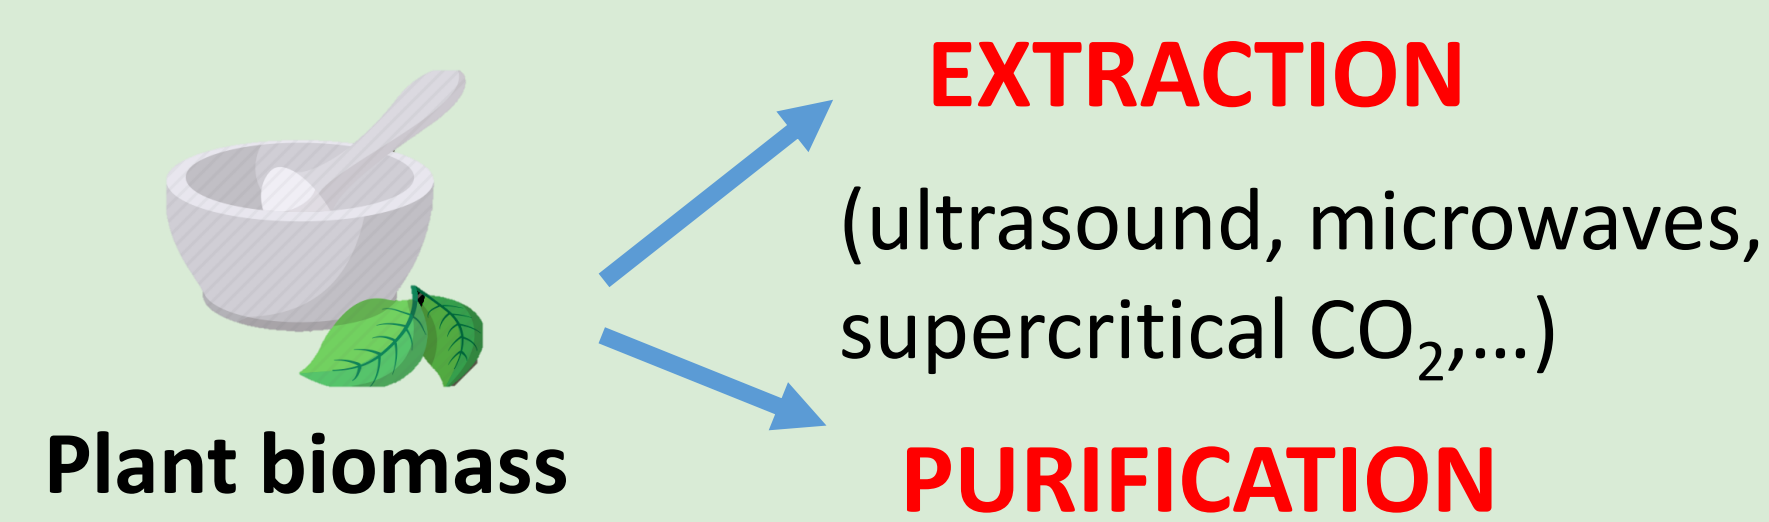 EXTRACTION
(ultrasound, microwaves,
supercritical CO₂,...)
Plant biomass
PURIFICATION